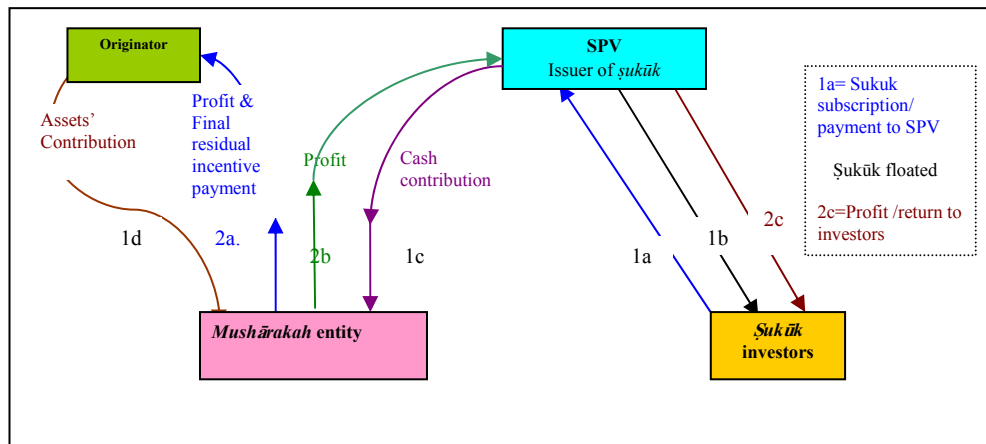 Originator
SPV
Issuer of ṣukūk
1a= Sukuk
subscription/
payment to SPV
Ṣukūk floated
2c=Profit /return to
investors
Assets’
Contribution
Profit &
Final
residual
incentive
payment
Profit
Cash
contribution
1d
2a.
2b
1c
1a
1b
2c
Mushārakah entity
Ṣukūk
investors